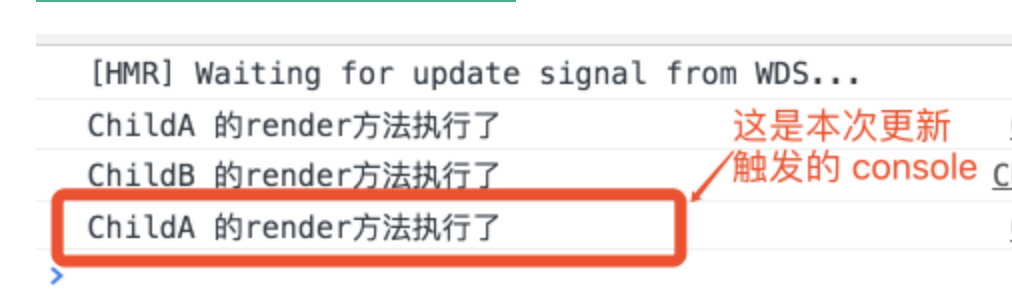 [HMR] Waiting for update signal from WDS...
ChildA 的render方法执行了
这是本次更新
触发的 console
ChildB 的render方法执行了
ChildA 的render方法执行了
>